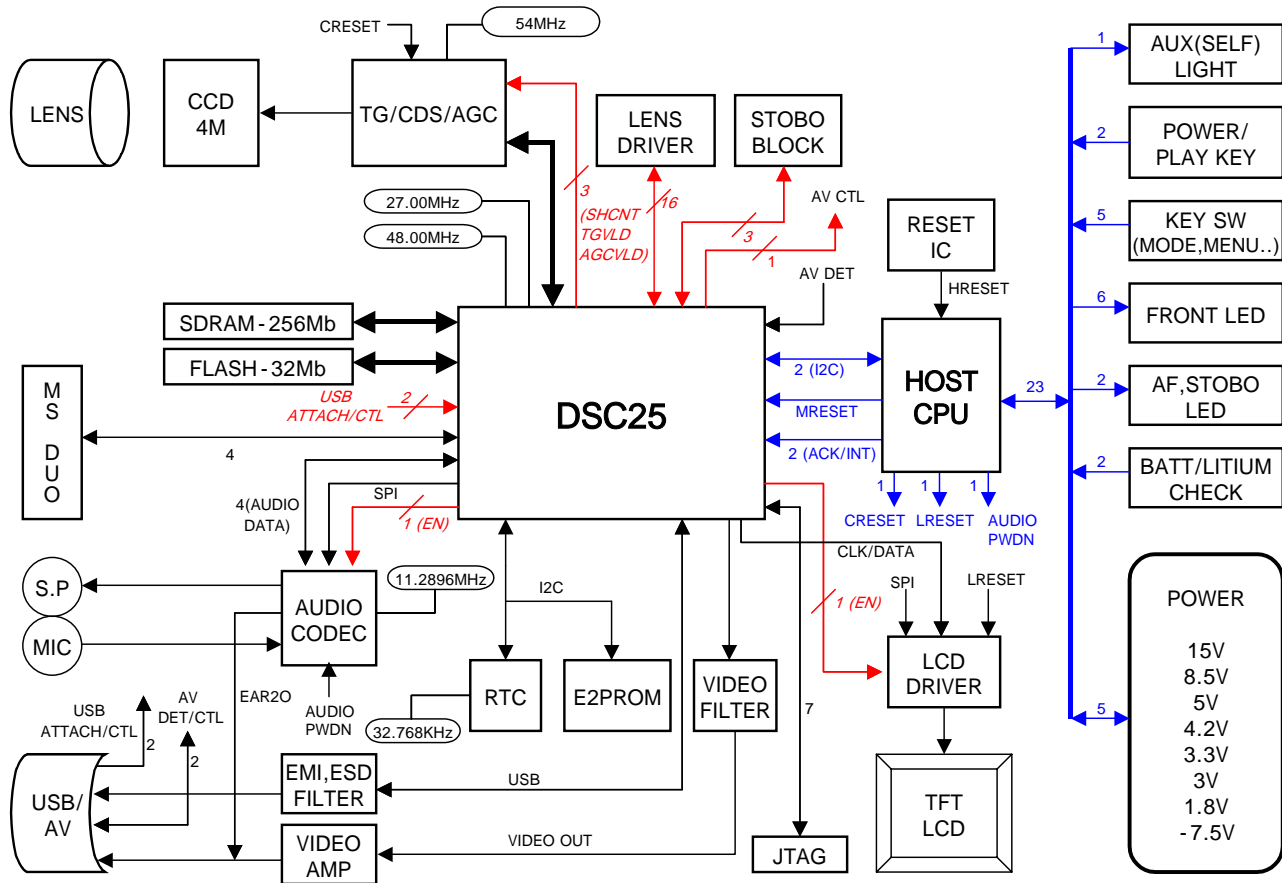 CRESET
54MHz
LENS
CCD
4M
TG/CDS/AGC
LENS
DRIVER
STOBO
BLOCK
1
AUX(SELF)
LIGHT
2
POWER/
PLAY KEY
3
(SHCNT
TGVLD
AGCVLD)
16
3
1
AV CTL
27.00MHz
48.00MHz
RESET
IC
AV DET
HRESET
5
KEY SW
(MODE,MENU..)
SDRAM-256Mb
FLASH-32Mb
USB
ATTACH/CTL
2
DSC25
2 (I2C)
MRESET
2 (ACK/INT)
HOST
CPU
23
6
FRONT LED
2
AF,STOBO
LED
2
BATT/LITIUM
CHECK
MS DUO
4
4(AUDIO
DATA)
SPI
1 (EN)
1
1
1
CRESET
LRESET
AUDIO
PWDN
CLK/DATA
S.P
MIC
AUDIO
CODEC
11.2896MHz
I2C
1 (EN)
SPI
LRESET
EAR2O
AUDIO
PWDN
RTC
32.768KHz
E2PROM
VIDEO
FILTER
7
LCD
DRIVER
USB
ATTACH/CTL
2
AV
DET/CTL
2
USB/
AV
EMI,ESD
FILTER
USB
VIDEO
AMP
VIDEO OUT
JTAG
TFT
LCD
5
POWER
15V
8.5V
5V
4.2V
3.3V
3V
1.8V
-7.5V